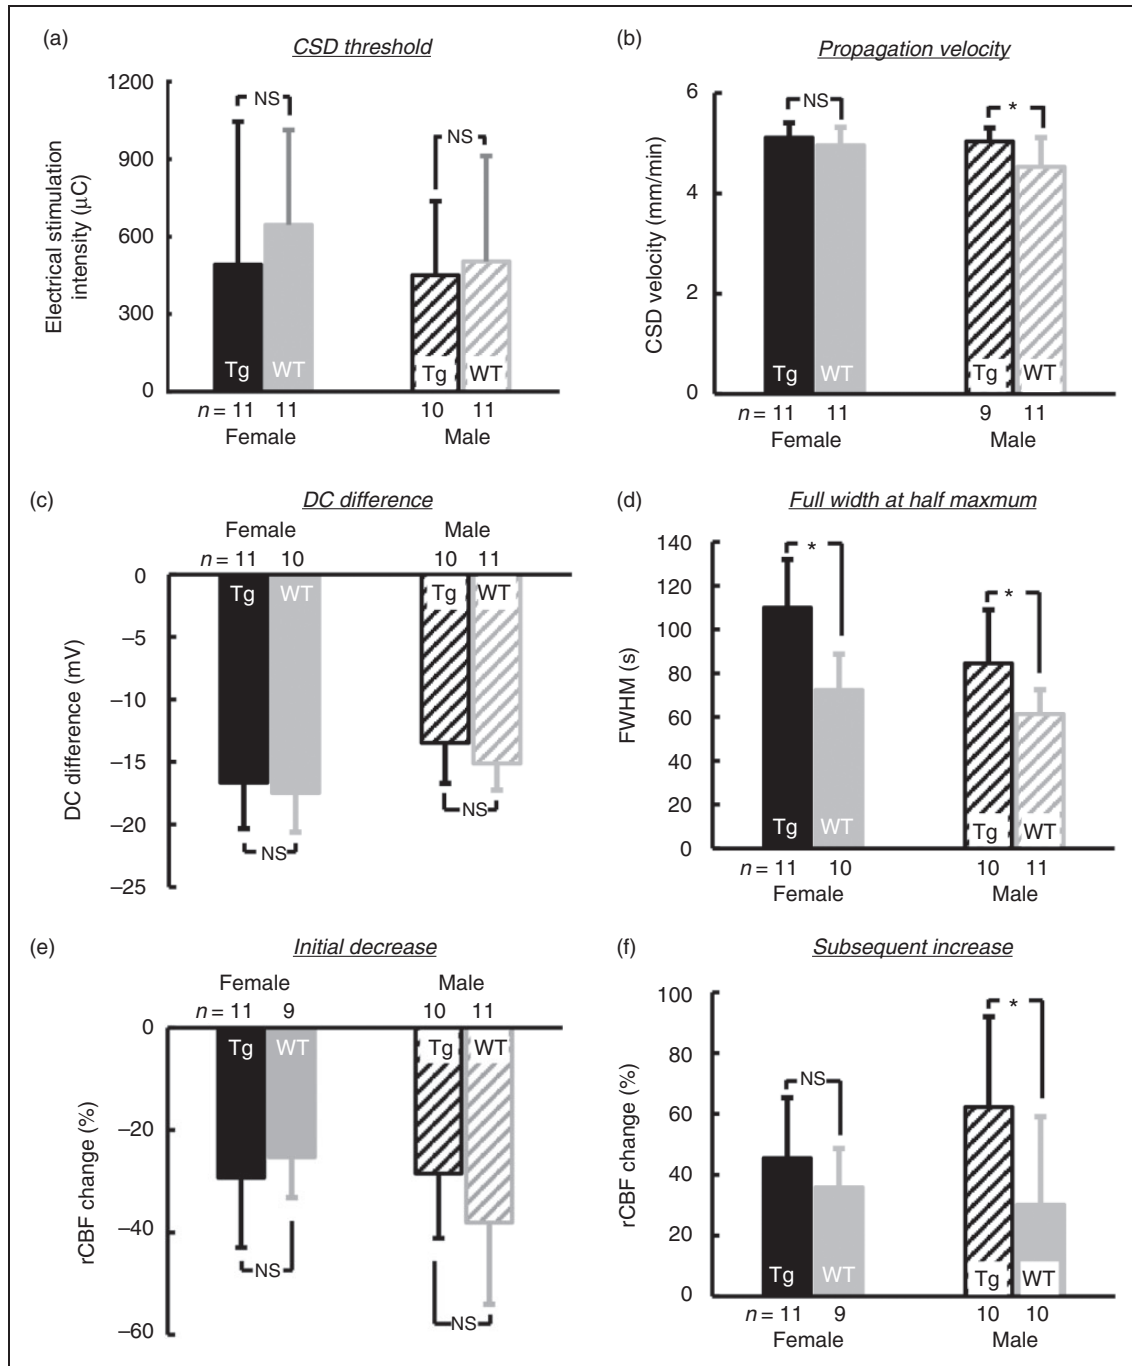 (a)
CSD threshold
Electrical stimulation
intensity (μC)
1200
900
600
300
0
NS
NS
Tg
WT
Tg
WT
n = 11
11
10
11
Female
Male
(b)
Propagation velocity
CSD velocity (mm/min)
6
4
2
0
NS
*
Tg
WT
Tg
WT
n = 11
11
9
11
Female
Male
(c)
DC difference
Female
Male
n = 11
10
10
11
DC difference (mV)
0
–5
–10
–15
–20
–25
Tg
WT
Tg
WT
NS
NS
(d)
Full width at half maxmum
FWHM (s)
140
120
100
80
60
40
20
0
*
*
Tg
WT
Tg
WT
n = 11
10
10
11
Female
Male
(e)
Initial decrease
Female
Male
n = 11
9
10
11
rCBF change (%)
0
–20
–40
–60
Tg
WT
Tg
WT
NS
NS
(f)
Subsequent increase
rCBF change (%)
100
80
60
40
20
0
NS
*
Tg
WT
Tg
WT
n = 11
9
10
10
Female
Male